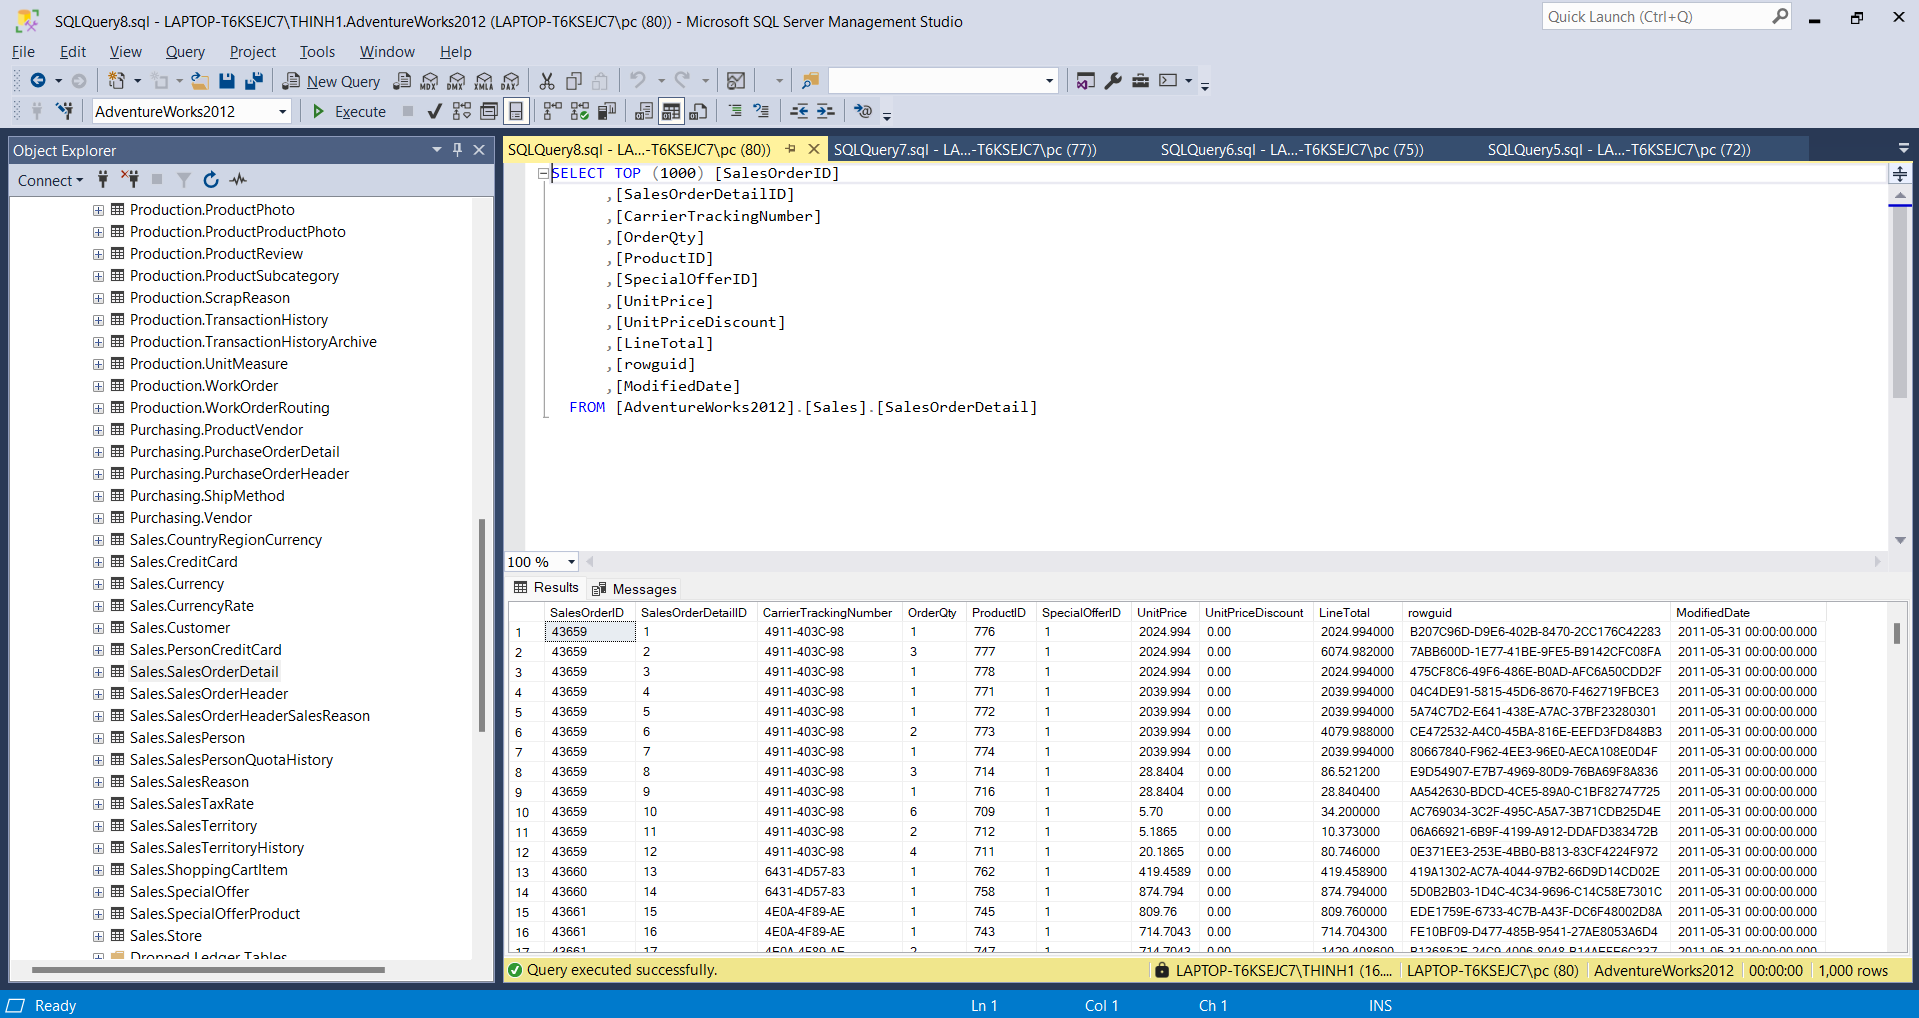 SQLQuery8.sql - LAPTOP-T6KSEJC7\THINH1.AdventureWorks2012 (LAPTOP-T6KSEJC7\pc (80)) - Microsoft SQL Server Management Studio
Quick Launch (Ctrl+Q)
File Edit View Query Project Tools Window Help
New Query MDX DMX XMLA DAX
AdventureWorks2012 Execute
Object Explorer
Connect
Production.ProductPhoto
Production.ProductProductPhoto
Production.ProductReview
Production.ProductSubcategory
Production.ScrapReason
Production.TransactionHistory
Production.TransactionHistoryArchive
Production.UnitMeasure
Production.WorkOrder
Production.WorkOrderRouting
Purchasing.ProductVendor
Purchasing.PurchaseOrderDetail
Purchasing.PurchaseOrderHeader
Purchasing.ShipMethod
Purchasing.Vendor
Sales.CountryRegionCurrency
Sales.CreditCard
Sales.Currency
Sales.CurrencyRate
Sales.Customer
Sales.PersonCreditCard
Sales.SalesOrderDetail
Sales.SalesOrderHeader
Sales.SalesOrderHeaderSalesReason
Sales.SalesPerson
Sales.SalesPersonQuotaHistory
Sales.SalesReason
Sales.SalesTaxRate
Sales.SalesTerritory
Sales.SalesTerritoryHistory
Sales.ShoppingCartItem
Sales.SpecialOffer
Sales.SpecialOfferProduct
Sales.Store
Dropped Ledger Tables
SQLQuery8.sql - LA...-T6KSEJC7\pc (80)) SQLQuery7.sql - LA...-T6KSEJC7\pc (77)) SQLQuery6.sql - LA...-T6KSEJC7\pc (75)) SQLQuery5.sql - LA...-T6KSEJC7\pc (72))
SELECT TOP (1000) [SalesOrderID]
,[SalesOrderDetailID]
,[CarrierTrackingNumber]
,[OrderQty]
,[ProductID]
,[SpecialOfferID]
,[UnitPrice]
,[UnitPriceDiscount]
,[LineTotal]
,[rowguid]
,[ModifiedDate]
FROM [AdventureWorks2012].[Sales].[SalesOrderDetail]
100 %
Results Messages
SalesOrderID SalesOrderDetailID CarrierTrackingNumber OrderQty ProductID SpecialOfferID UnitPrice UnitPriceDiscount LineTotal rowguid ModifiedDate
1 43659 1 4911-403C-98 1 776 1 2024.994 0.00 2024.994000 B207C96D-D9E6-402B-8470-2CC176C42283 2011-05-31 00:00:00.000
2 43659 2 4911-403C-98 3 777 1 2024.994 0.00 6074.982000 7ABB600D-1E77-41BE-9FE5-B9142CFC08FA 2011-05-31 00:00:00.000
3 43659 3 4911-403C-98 1 778 1 2024.994 0.00 2024.994000 475CF8C6-49F6-486E-B0AD-AFC6A50CDD2F 2011-05-31 00:00:00.000
4 43659 4 4911-403C-98 1 771 1 2039.994 0.00 2039.994000 04C4DE91-5815-45D6-8670-F462719FBCE3 2011-05-31 00:00:00.000
5 43659 5 4911-403C-98 1 772 1 2039.994 0.00 2039.994000 5A74C7D2-E641-438E-A7AC-37BF23280301 2011-05-31 00:00:00.000
6 43659 6 4911-403C-98 2 773 1 2039.994 0.00 4079.988000 CE472532-A4C0-45BA-816E-EEFD3FD848B3 2011-05-31 00:00:00.000
7 43659 7 4911-403C-98 1 774 1 2039.994 0.00 2039.994000 80667840-F962-4EE3-96E0-AECA108E0D4F 2011-05-31 00:00:00.000
8 43659 8 4911-403C-98 3 714 1 28.8404 0.00 86.521200 E9D54907-E7B7-4969-80D9-76BA69F8A836 2011-05-31 00:00:00.000
9 43659 9 4911-403C-98 1 716 1 28.8404 0.00 28.840400 AA542630-BDCD-4CE5-89A0-C1BF82747725 2011-05-31 00:00:00.000
10 43659 10 4911-403C-98 6 709 1 5.70 0.00 34.200000 AC769034-3C2F-495C-A5A7-3B71CDB25D4E 2011-05-31 00:00:00.000
11 43659 11 4911-403C-98 2 712 1 5.1865 0.00 10.373000 06A66921-6B9F-4199-A912-DDAFD383472B 2011-05-31 00:00:00.000
12 43659 12 4911-403C-98 4 711 1 20.1865 0.00 80.746000 0E371EE3-253E-4BB0-B813-83CF4224F972 2011-05-31 00:00:00.000
13 43660 13 6431-4D57-83 1 762 1 419.4589 0.00 419.458900 419A1302-AC7A-4044-97B2-66D9D14CD02E 2011-05-31 00:00:00.000
14 43660 14 6431-4D57-83 1 758 1 874.794 0.00 874.794000 5D0B2B03-1D4C-4C34-9696-C14C58E7301C 2011-05-31 00:00:00.000
15 43661 15 4E0A-4F89-AE 1 745 1 809.76 0.00 809.760000 EDE1759E-6733-4C7B-A43F-DC6F48002D8A 2011-05-31 00:00:00.000
16 43661 16 4E0A-4F89-AE 1 743 1 714.7043 0.00 714.704300 FE10BF09-D477-485B-9541-27AE8053A6D4 2011-05-31 00:00:00.000
17 43661 17 4E0A-4F89-AE 2 747 1 714.7043 0.00 1429.408600 2011-05-31 00:00:00.000
Query executed successfully. LAPTOP-T6KSEJC7\THINH1 (16.... LAPTOP-T6KSEJC7\pc (80) AdventureWorks2012 00:00:00 1,000 rows
Ready Ln 1 Col 1 Ch 1 INS